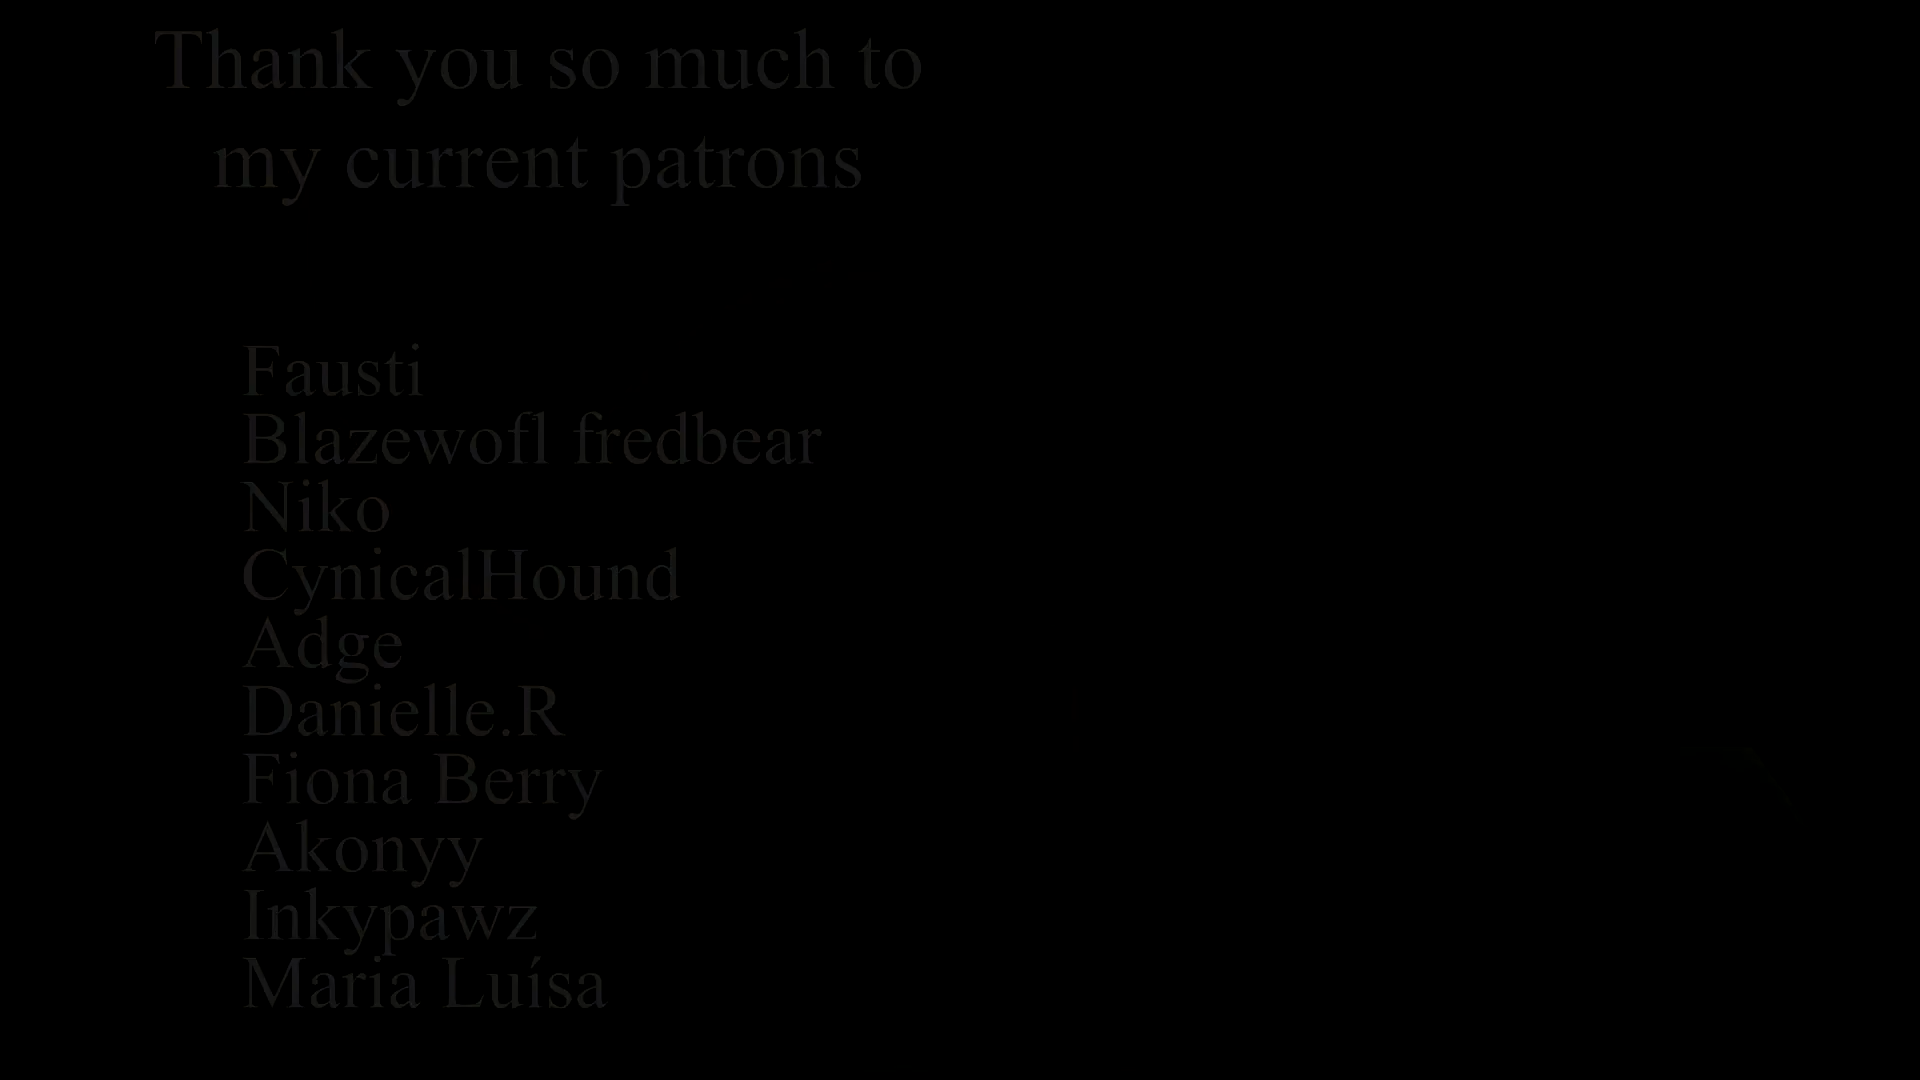 Thank you so much to
my current patrons
Fausti
Blazewofl fredbear
Niko
CynicalHound
Adge
Danielle.R
Fiona Berry
Akonyy
Inkypawz
Maria Luísa